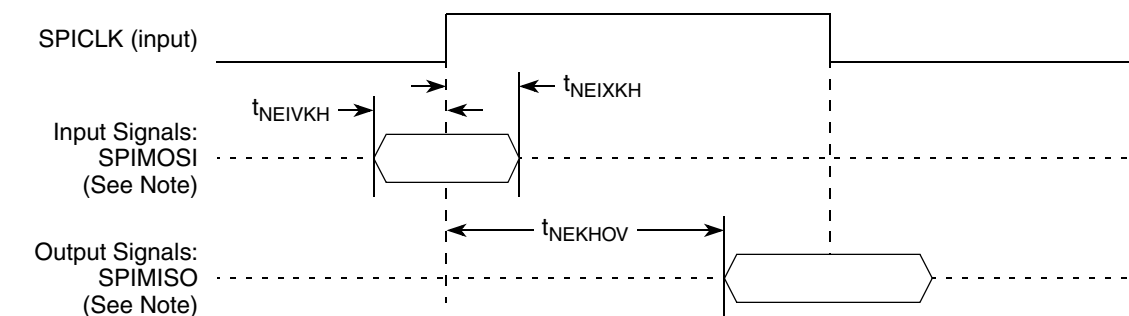 SPICLK (input)
tNEIXKH
tNEIVKH
Input Signals:
SPIMOSI
(See Note)
tNEKHOV
Output Signals:
SPIMISO
(See Note)